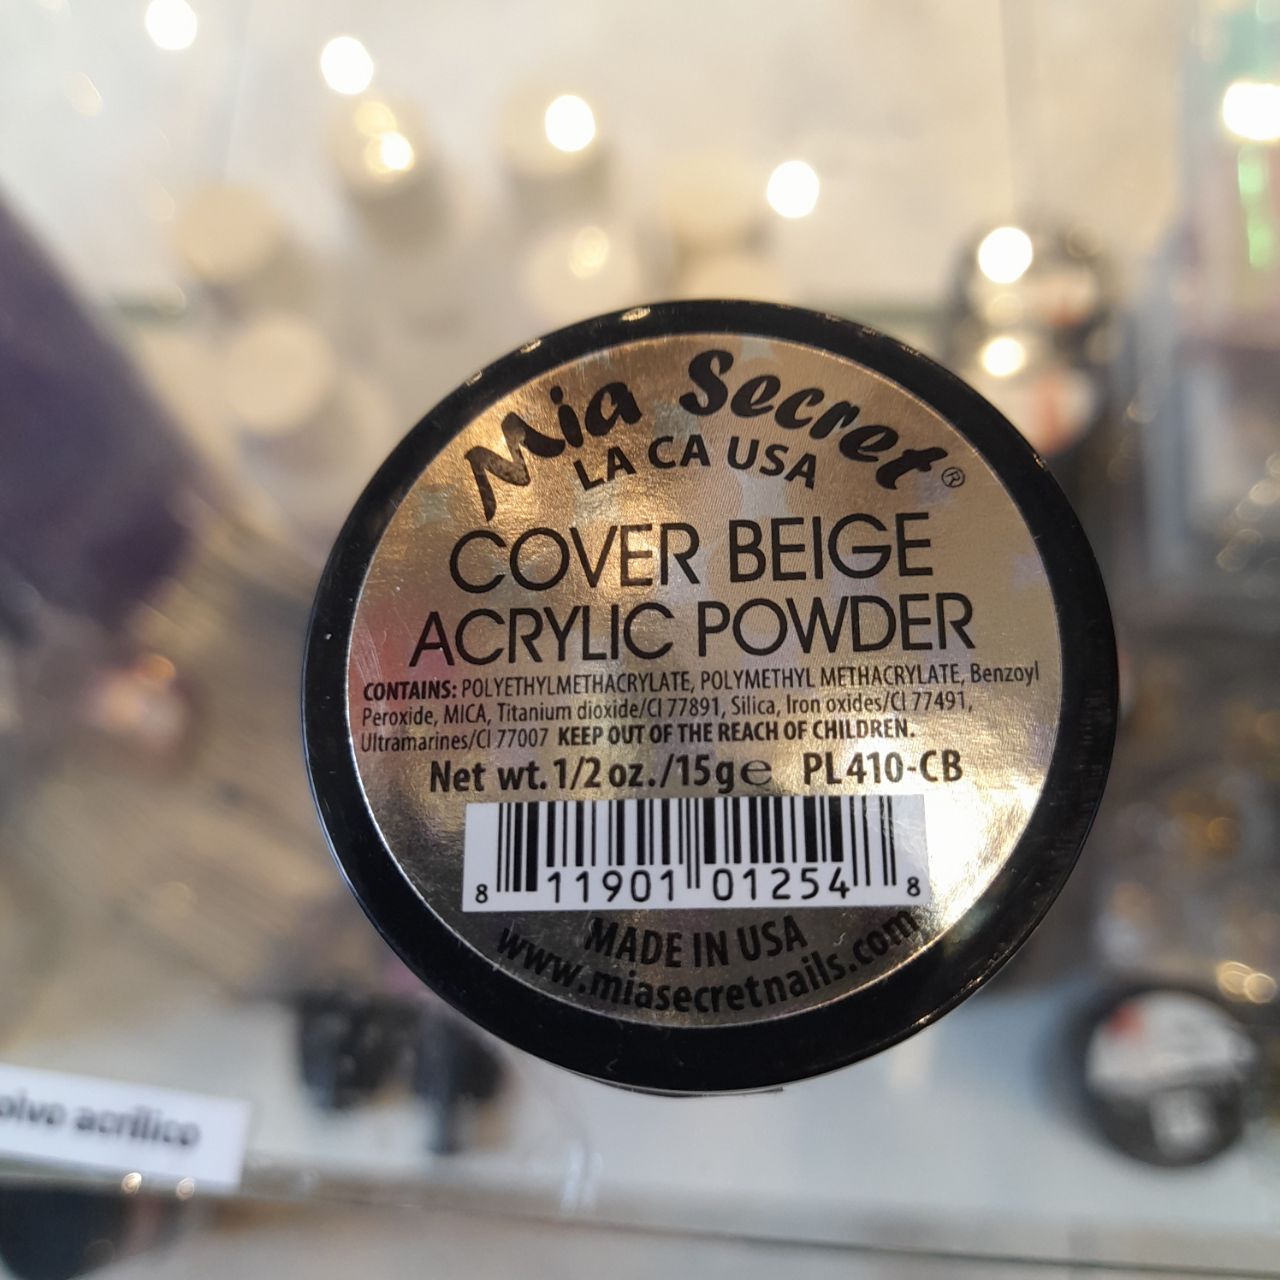 Mia Secret®
LA CA USA
COVER BEIGE
ACRYLIC POWDER
CONTAINS: POLYETHYLMETHACRYLATE, POLYMETHYL METHACRYLATE, Benzoyl
Peroxide, MICA, Titanium dioxide/CI 77891, Silica, Iron oxides/CI 77491,
Ultramarines/CI 77007 KEEP OUT OF THE REACH OF CHILDREN.
Net wt. 1/2 oz./15g℮ PL410-CB
8 11901 01254 8
MADE IN USA
www.miasecretnails.com
olvo acrílico